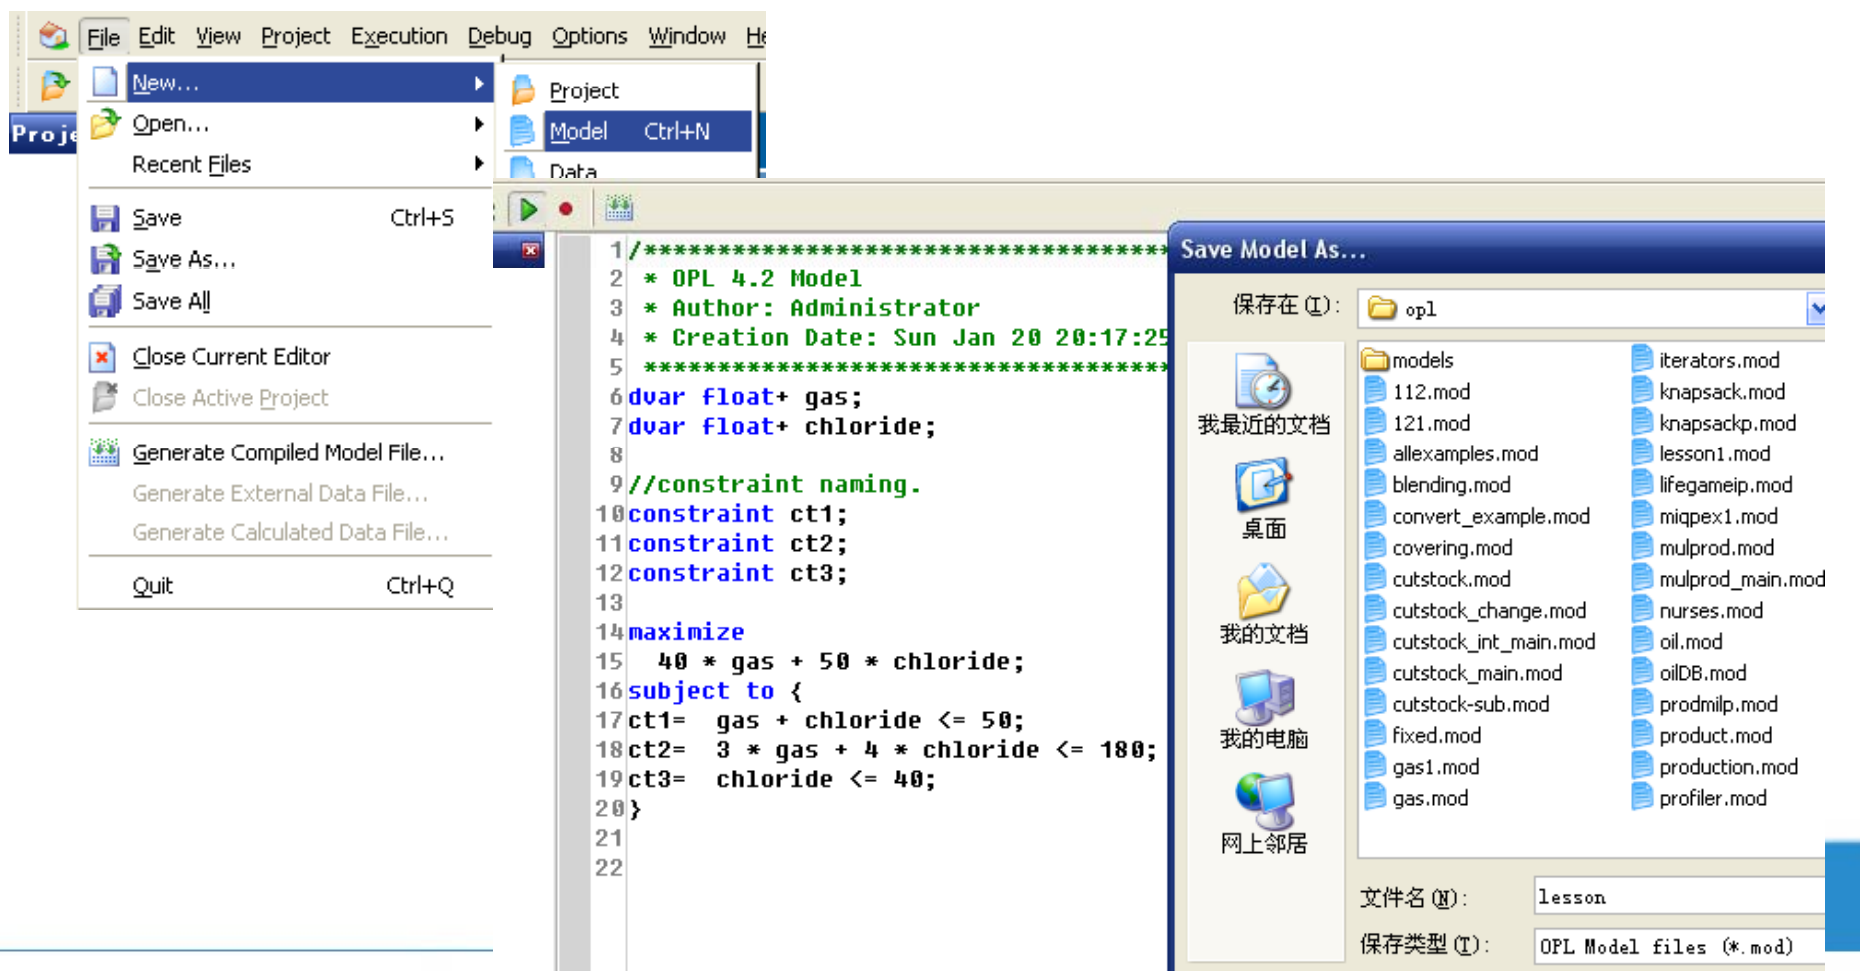 File Edit View Project Execution Debug Options Window
New...
Open...
Recent Files
Save Ctrl+S
Save As...
Save All
Close Current Editor
Close Active Project
Generate Compiled Model File...
Generate External Data File...
Generate Calculated Data File...
Quit Ctrl+Q
Project
Model Ctrl+N
Data
1 /************************************
2 * OPL 4.2 Model
3 * Author: Administrator
4 * Creation Date: Sun Jan 20 20:17:25
5 ************************************
6 dvar float+ gas;
7 dvar float+ chloride;
8
9 //constraint naming.
10 constraint ct1;
11 constraint ct2;
12 constraint ct3;
13
14 maximize
15 40 * gas + 50 * chloride;
16 subject to {
17 ct1= gas + chloride <= 50;
18 ct2= 3 * gas + 4 * chloride <= 180;
19 ct3= chloride <= 40;
20 }
21
22
Save Model As...
保存在(I): opl
我最近的文档
桌面
我的文档
我的电脑
网上邻居
models
112.mod
121.mod
allexamples.mod
blending.mod
convert_example.mod
covering.mod
cutstock.mod
cutstock_change.mod
cutstock_int_main.mod
cutstock_main.mod
cutstock-sub.mod
fixed.mod
gas1.mod
gas.mod
iterators.mod
knapsack.mod
knapsackp.mod
lesson1.mod
lifegameip.mod
miqpex1.mod
mulprod.mod
mulprod_main.mod
nurses.mod
oil.mod
oilDB.mod
prodmilp.mod
product.mod
production.mod
profiler.mod
文件名(N): lesson
保存类型(T): OPL Model files (*.mod)